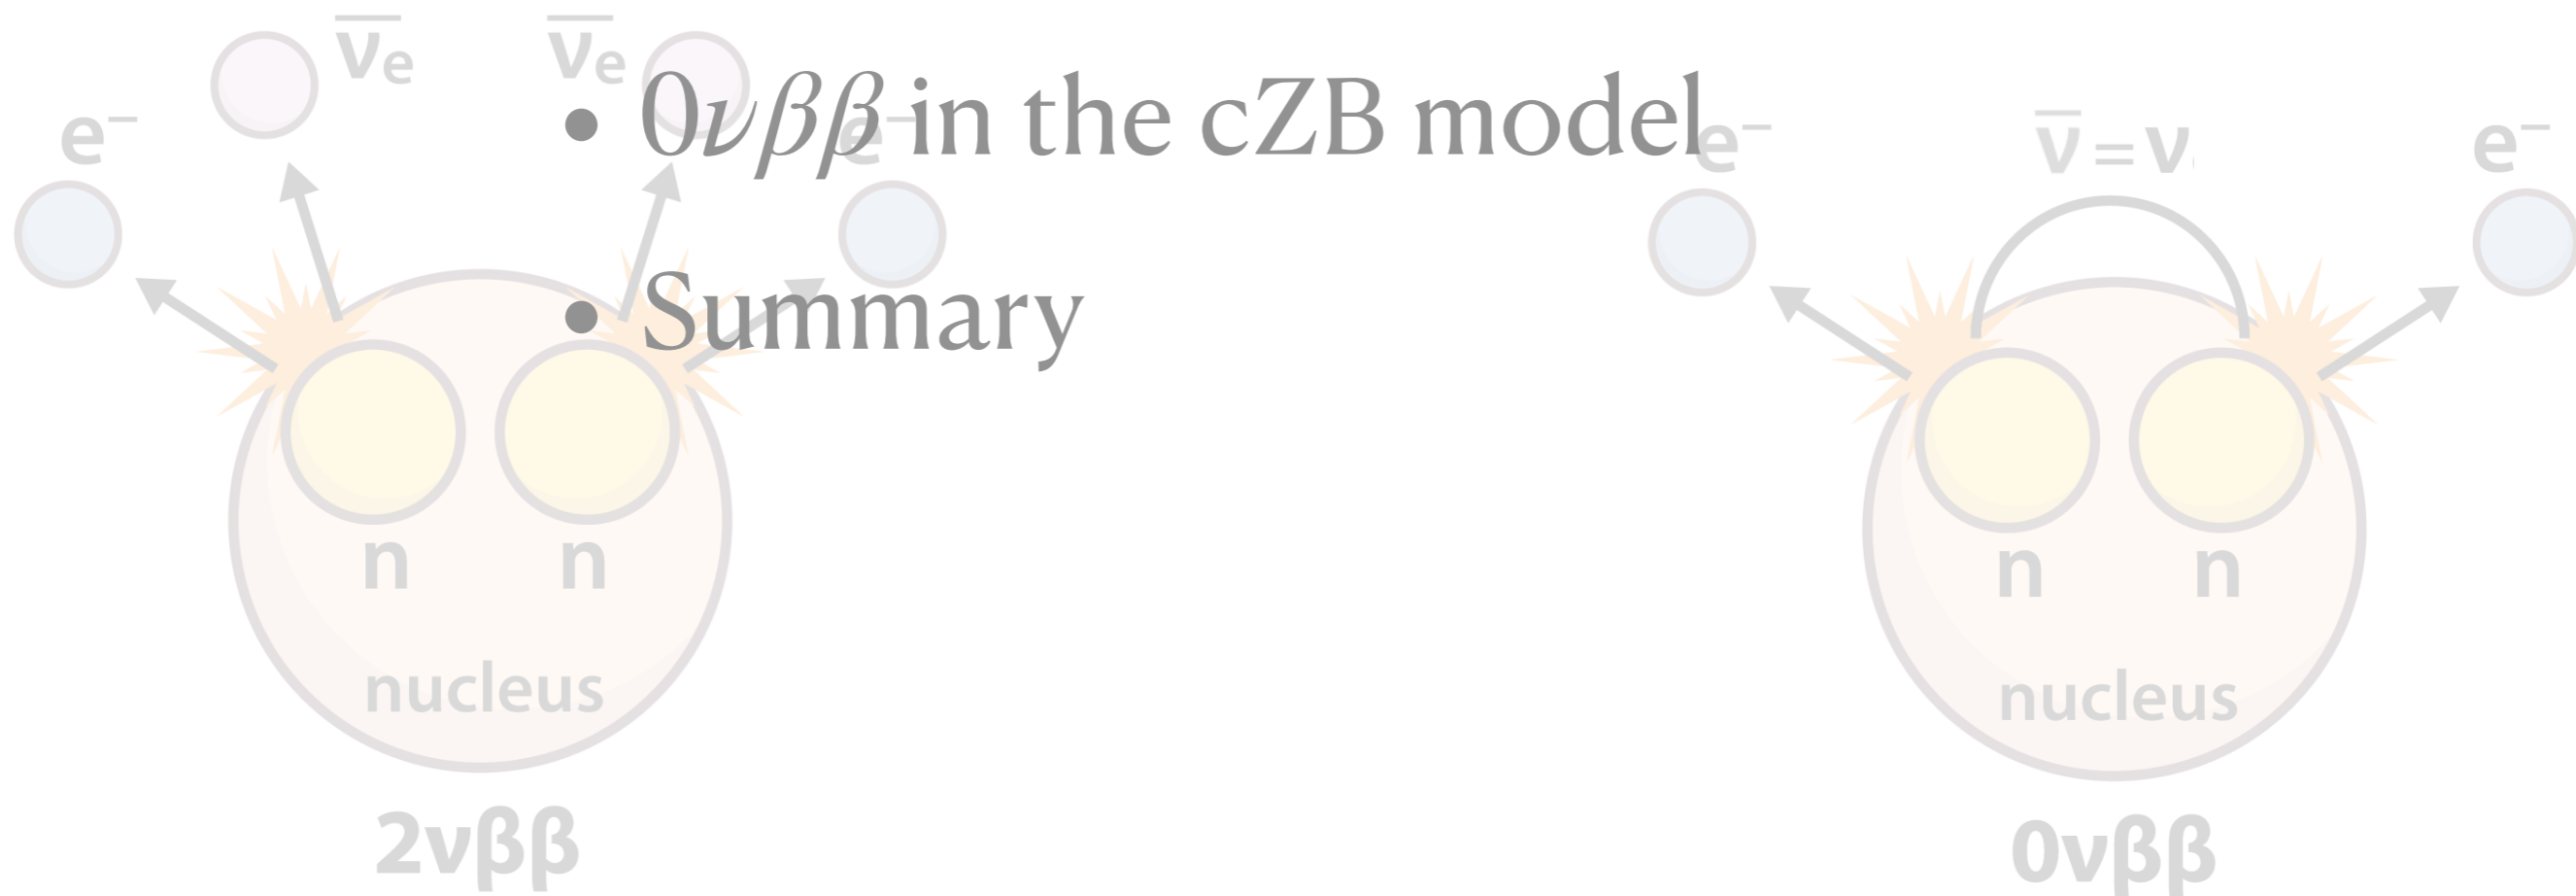 ν̅e ν̅e
e⁻ e⁻
• 0νββ in the cZB model
e⁻ ν̅ = ν e⁻
• Summary
n n
n n
nucleus
nucleus
2νββ
0νββ